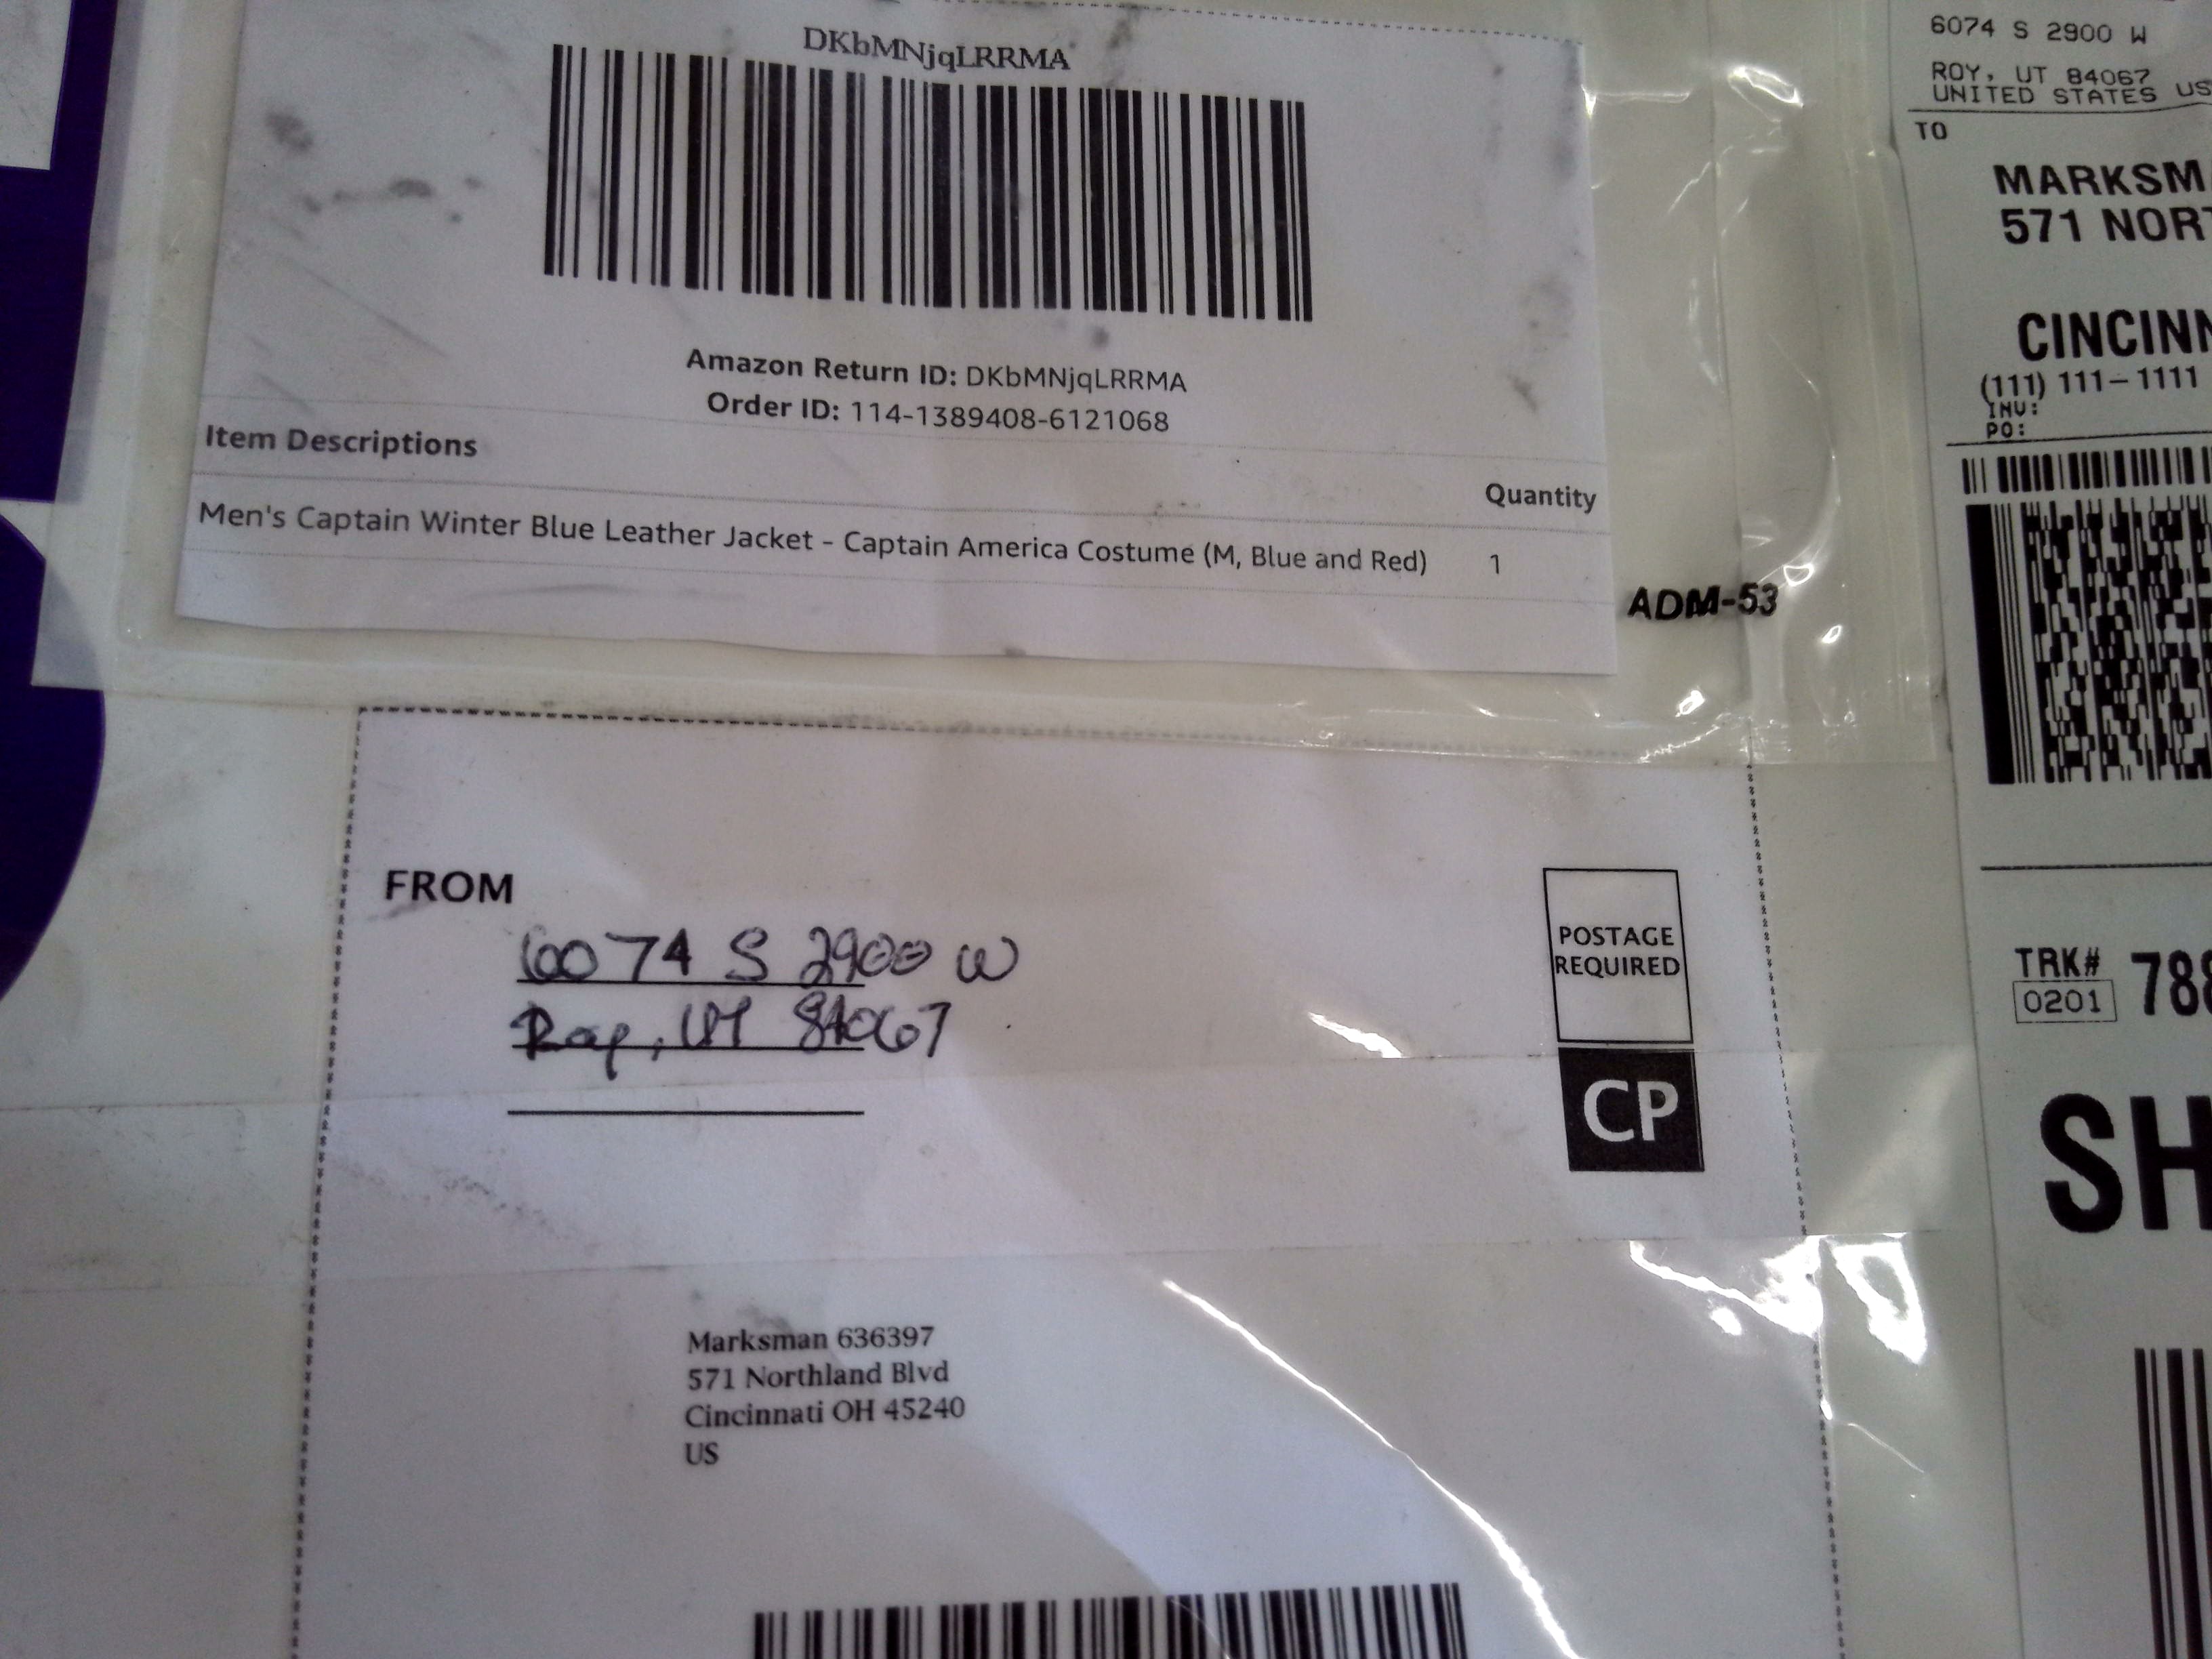 DKbMNjqLRRMA
Amazon Return ID: DKbMNjqLRRMA
Order ID: 114-1389408-6121068
Item Descriptions
Quantity
Men's Captain Winter Blue Leather Jacket - Captain America Costume (M, Blue and Red) 1
ADM-53
FROM
6074 S 2900 W
Roy, UT 84067
POSTAGE
REQUIRED
CP
Marksman 636397
571 Northland Blvd
Cincinnati OH 45240
US
6074 S 2900 W
ROY, UT 84067
UNITED STATES US
TO
MARKSM
571 NOR
CINCINN
(111) 111-1111
INV:
PO:
TRK#
0201
788
SH